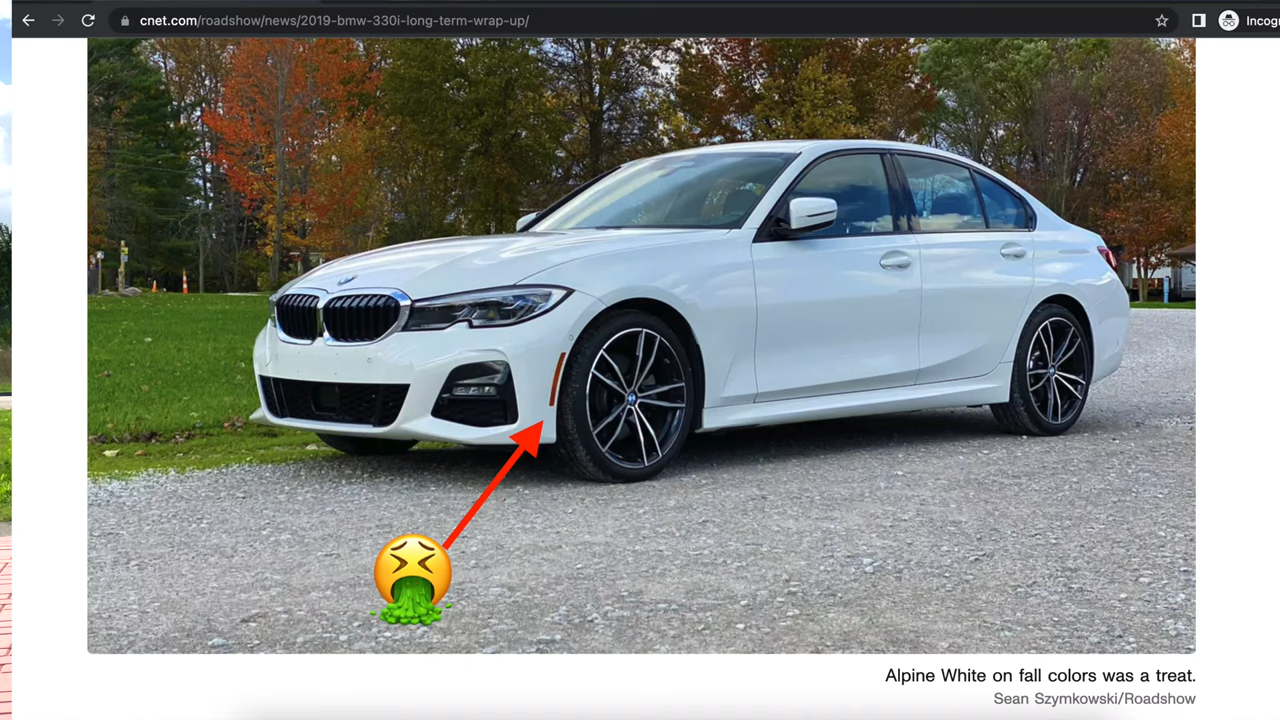 cnet.com/roadshow/news/2019-bmw-330i-long-term-wrap-up/
Incog
Alpine White on fall colors was a treat.
Sean Szymkowski/Roadshow